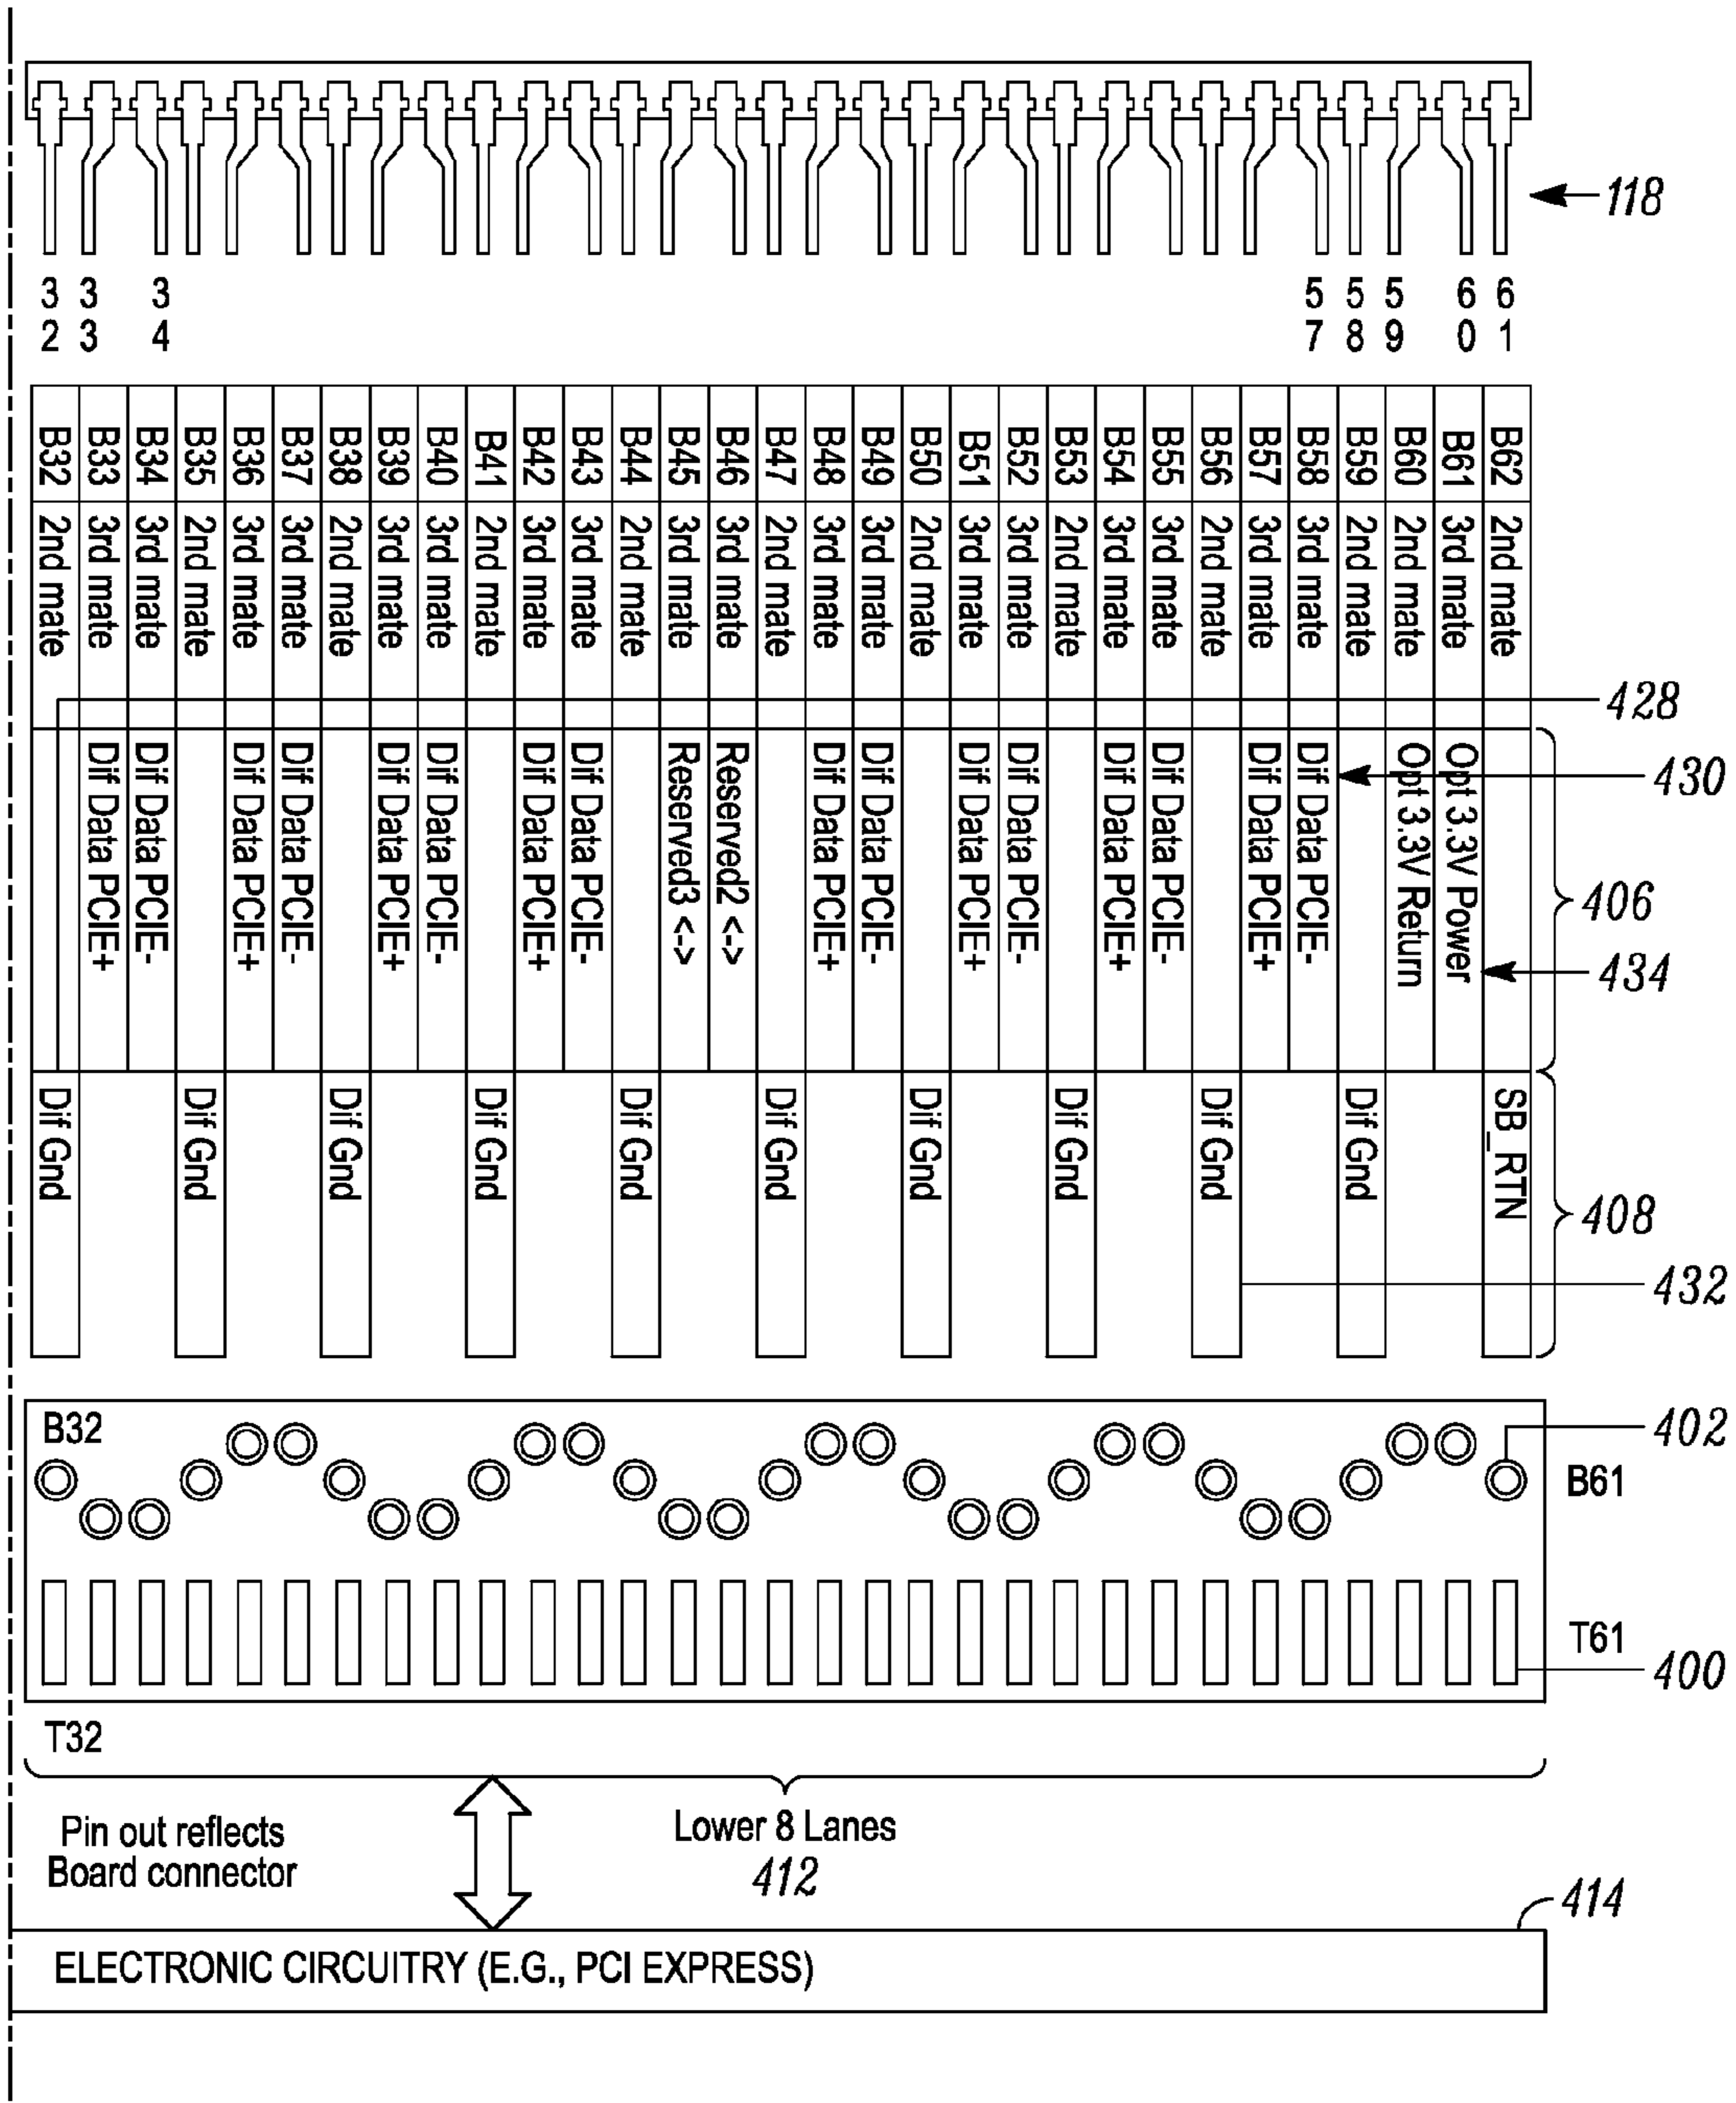 118
3 3 3 5 5 5 6 6
2 3 4 7 8 9 0 1
B32 2nd mate Dif Gnd
B33 3rd mate Dif Data PCIE+
B34 3rd mate Dif Data PCIE-
B35 2nd mate Dif Gnd
B36 3rd mate Dif Data PCIE+
B37 3rd mate Dif Data PCIE-
B38 2nd mate Dif Gnd
B39 3rd mate Dif Data PCIE+
B40 3rd mate Dif Data PCIE-
B41 2nd mate Dif Gnd
B42 3rd mate Dif Data PCIE+
B43 3rd mate Dif Data PCIE-
B44 2nd mate Dif Gnd
B45 3rd mate Reserved3 <->
B46 3rd mate Reserved2 <->
B47 2nd mate Dif Gnd
B48 3rd mate Dif Data PCIE+
B49 3rd mate Dif Data PCIE-
B50 2nd mate Dif Gnd
B51 3rd mate Dif Data PCIE+
B52 3rd mate Dif Data PCIE-
B53 2nd mate Dif Gnd
B54 3rd mate Dif Data PCIE+
B55 3rd mate Dif Data PCIE-
B56 2nd mate Dif Gnd
B57 3rd mate Dif Data PCIE+
B58 3rd mate Dif Data PCIE-
B59 2nd mate Dif Gnd
B60 2nd mate Opt 3.3V Return
B61 3rd mate Opt 3.3V Power
B62 2nd mate SB_RTN
428
430
406
434
408
432
B32
402
B61
T61
400
T32
Pin out reflects
Board connector
Lower 8 Lanes
412
414
ELECTRONIC CIRCUITRY (E.G., PCI EXPRESS)